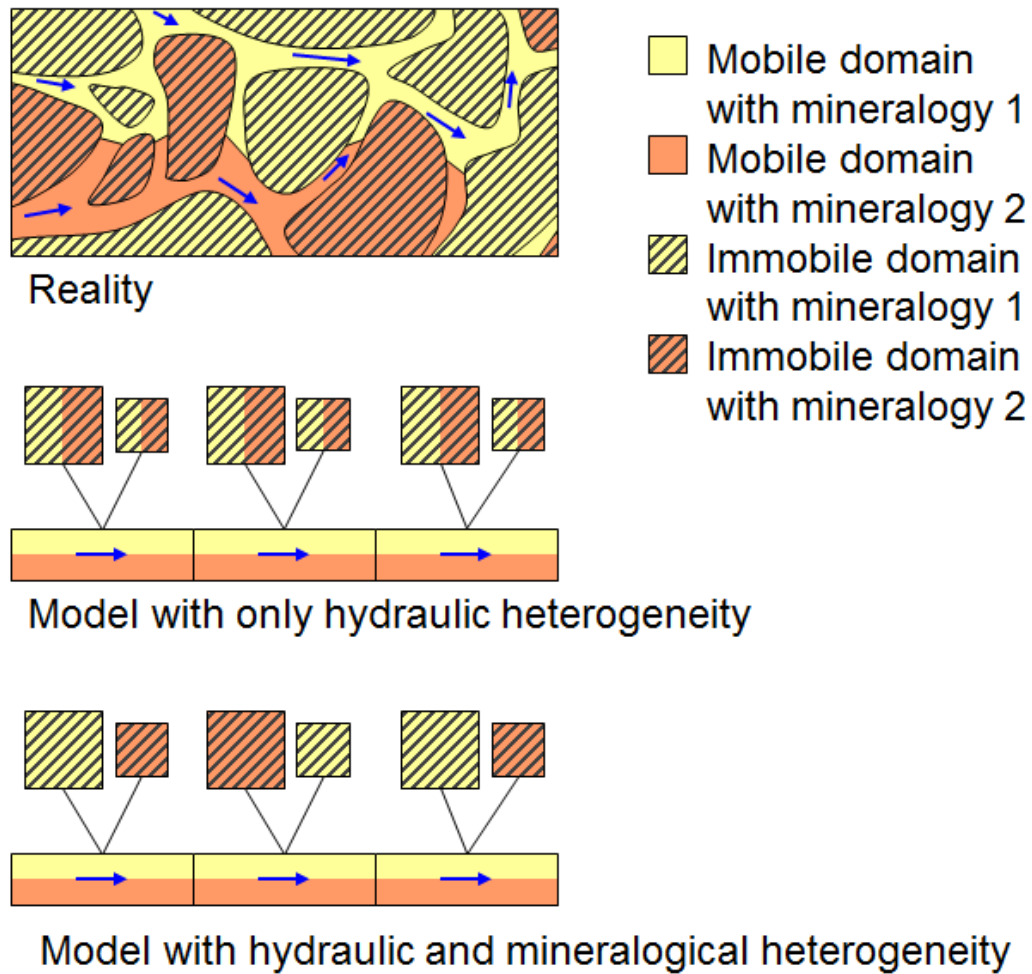 Mobile domain
with mineralogy 1
Mobile domain
with mineralogy 2
Immobile domain
with mineralogy 1
Immobile domain
with mineralogy 2
Reality
Model with only hydraulic heterogeneity
Model with hydraulic and mineralogical heterogeneity